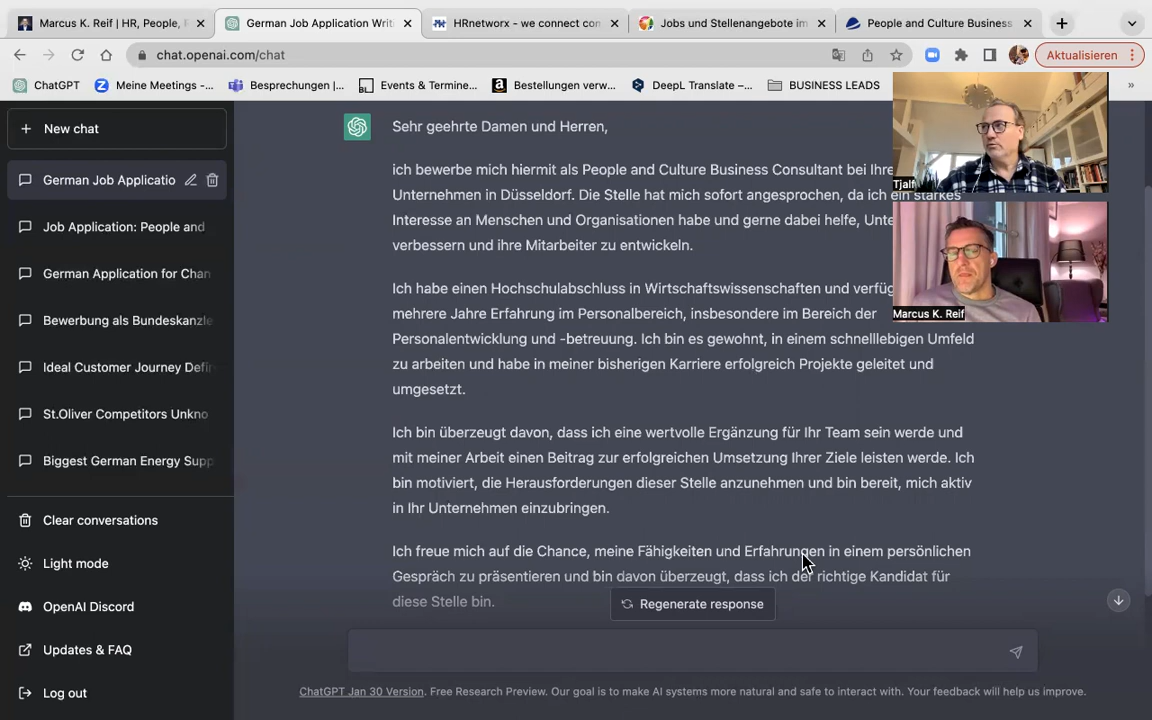 Marcus K. Reif | HR, People, 
German Job Application Writ
HRnetworx - we connect con
Jobs und Stellenangebote im
People and Culture Business
chat.openai.com/chat
Aktualisieren
ChatGPT
Meine Meetings -...
Besprechungen |...
Events & Termine...
Bestellungen verw...
DeepL Translate –...
BUSINESS LEADS
»
New chat
German Job Applicatio
Job Application: People and
German Application for Chan
Bewerbung als Bundeskanzle
Ideal Customer Journey Defi
St.Oliver Competitors Unkno
Biggest German Energy Supp
Clear conversations
Light mode
OpenAI Discord
Updates & FAQ
Log out
Sehr geehrte Damen und Herren,
ich bewerbe mich hiermit als People and Culture Business Consultant bei Ihre
Unternehmen in Düsseldorf. Die Stelle hat mich sofort angesprochen, da ich ein starkes
Interesse an Menschen und Organisationen habe und gerne dabei helfe, Unte
verbessern und ihre Mitarbeiter zu entwickeln.
Ich habe einen Hochschulabschluss in Wirtschaftswissenschaften und verfüg
mehrere Jahre Erfahrung im Personalbereich, insbesondere im Bereich der
Personalentwicklung und -betreuung. Ich bin es gewohnt, in einem schnelllebigen Umfeld
zu arbeiten und habe in meiner bisherigen Karriere erfolgreich Projekte geleitet und
umgesetzt.
Ich bin überzeugt davon, dass ich eine wertvolle Ergänzung für Ihr Team sein werde und
mit meiner Arbeit einen Beitrag zur erfolgreichen Umsetzung Ihrer Ziele leisten werde. Ich
bin motiviert, die Herausforderungen dieser Stelle anzunehmen und bin bereit, mich aktiv
in Ihr Unternehmen einzubringen.
Ich freue mich auf die Chance, meine Fähigkeiten und Erfahrungen in einem persönlichen
Gespräch zu präsentieren und bin davon überzeugt, dass ich der richtige Kandidat für
diese Stelle bin.
Regenerate response
ChatGPT Jan 30 Version. Free Research Preview. Our goal is to make AI systems more natural and safe to interact with. Your feedback will help us improve.
Tjalf
Marcus K. Reif